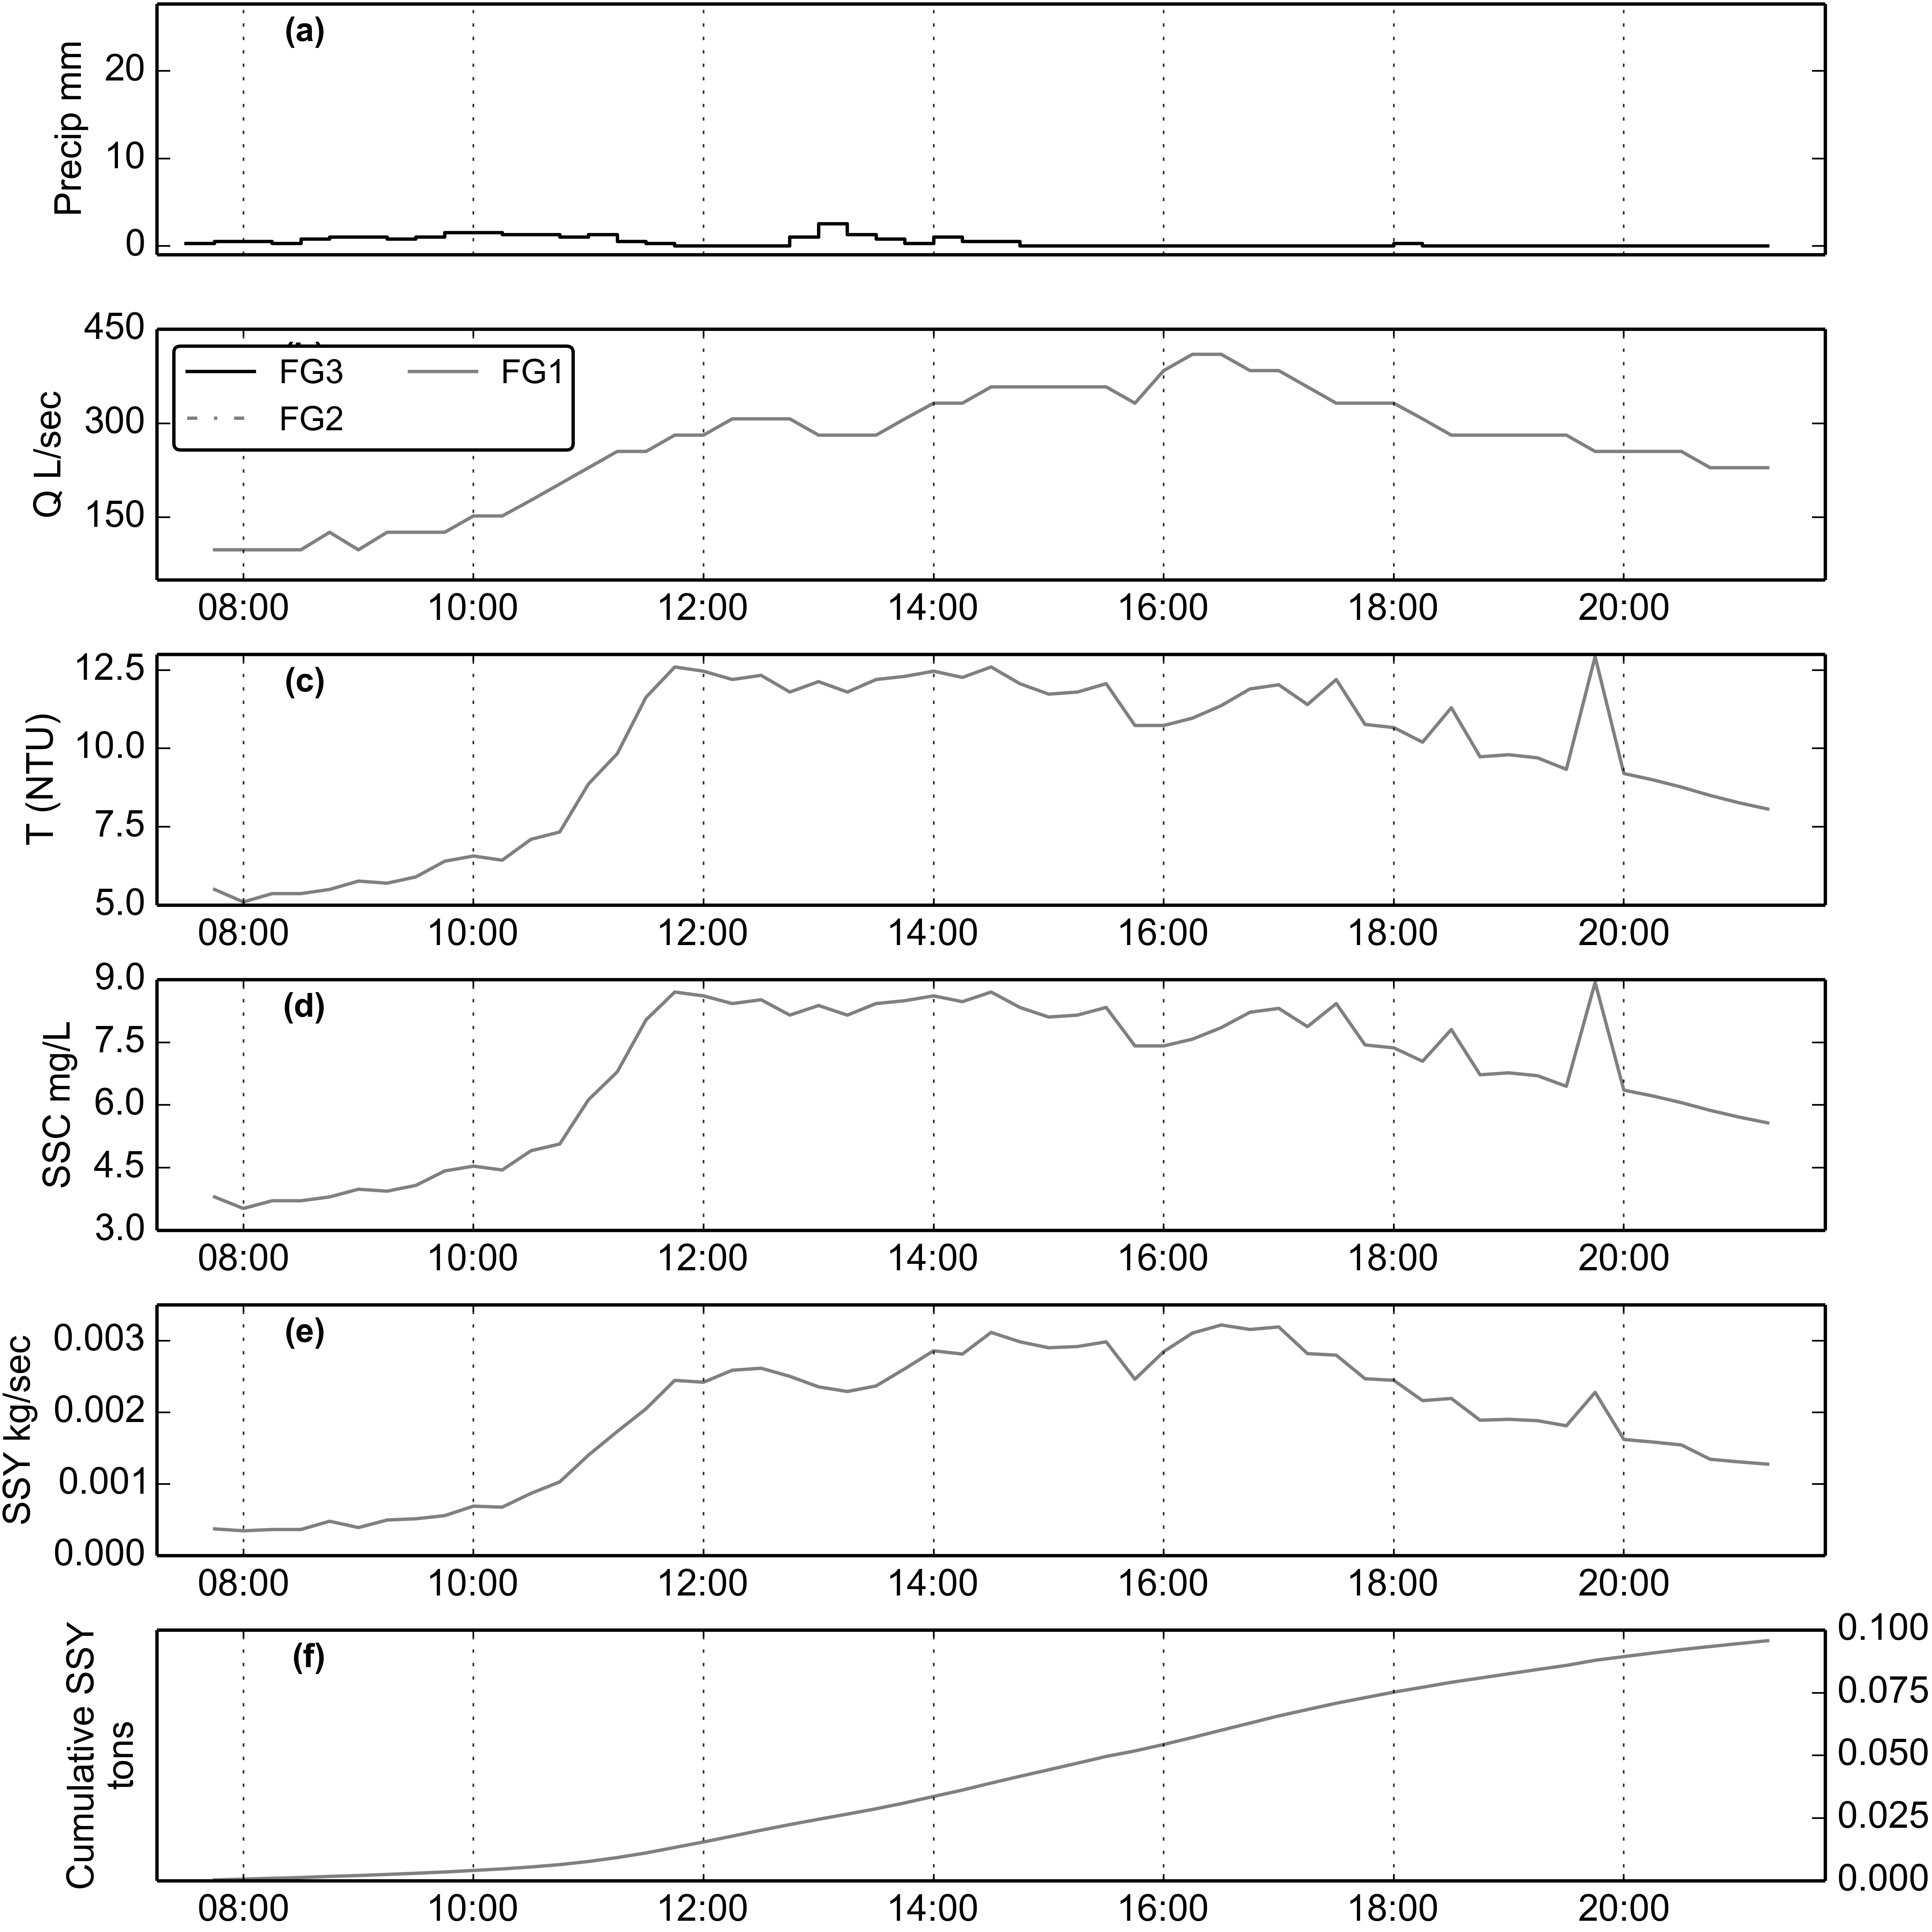 (a)
20
10
0
Precip mm
450
300
150
Q L/sec
FG3 FG1
FG2
08:00 10:00 12:00 14:00 16:00 18:00 20:00
(c)
12.5
10.0
7.5
5.0
T (NTU)
08:00 10:00 12:00 14:00 16:00 18:00 20:00
(d)
9.0
7.5
6.0
4.5
3.0
SSC mg/L
08:00 10:00 12:00 14:00 16:00 18:00 20:00
(e)
0.003
0.002
0.001
0.000
SSY kg/sec
08:00 10:00 12:00 14:00 16:00 18:00 20:00
(f)
Cumulative SSY
tons
0.100
0.075
0.050
0.025
0.000
08:00 10:00 12:00 14:00 16:00 18:00 20:00